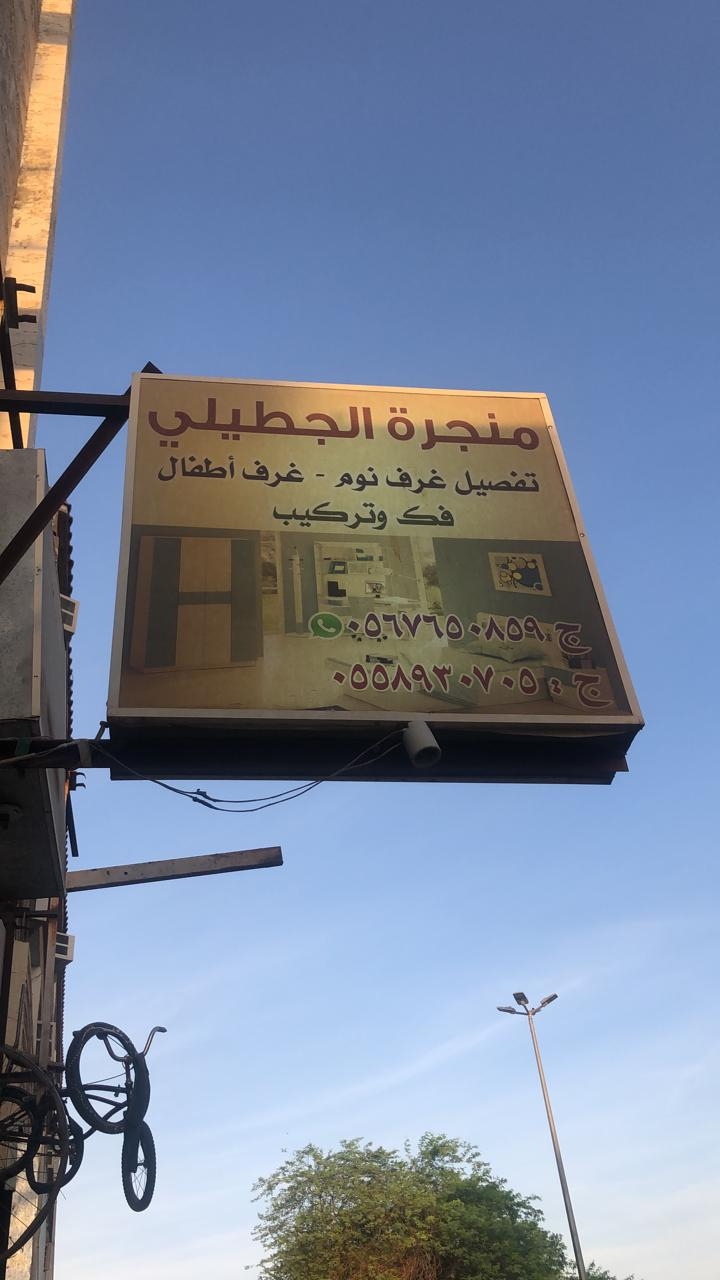 منجرة الجطيلي
تفصيل غرف نوم - غرف أطفال
فك وتركيب
ج : ٠٥٦٧٦٥٠٨٥٩
ج : ٠٥٥٨٩٣٠٧٠٥